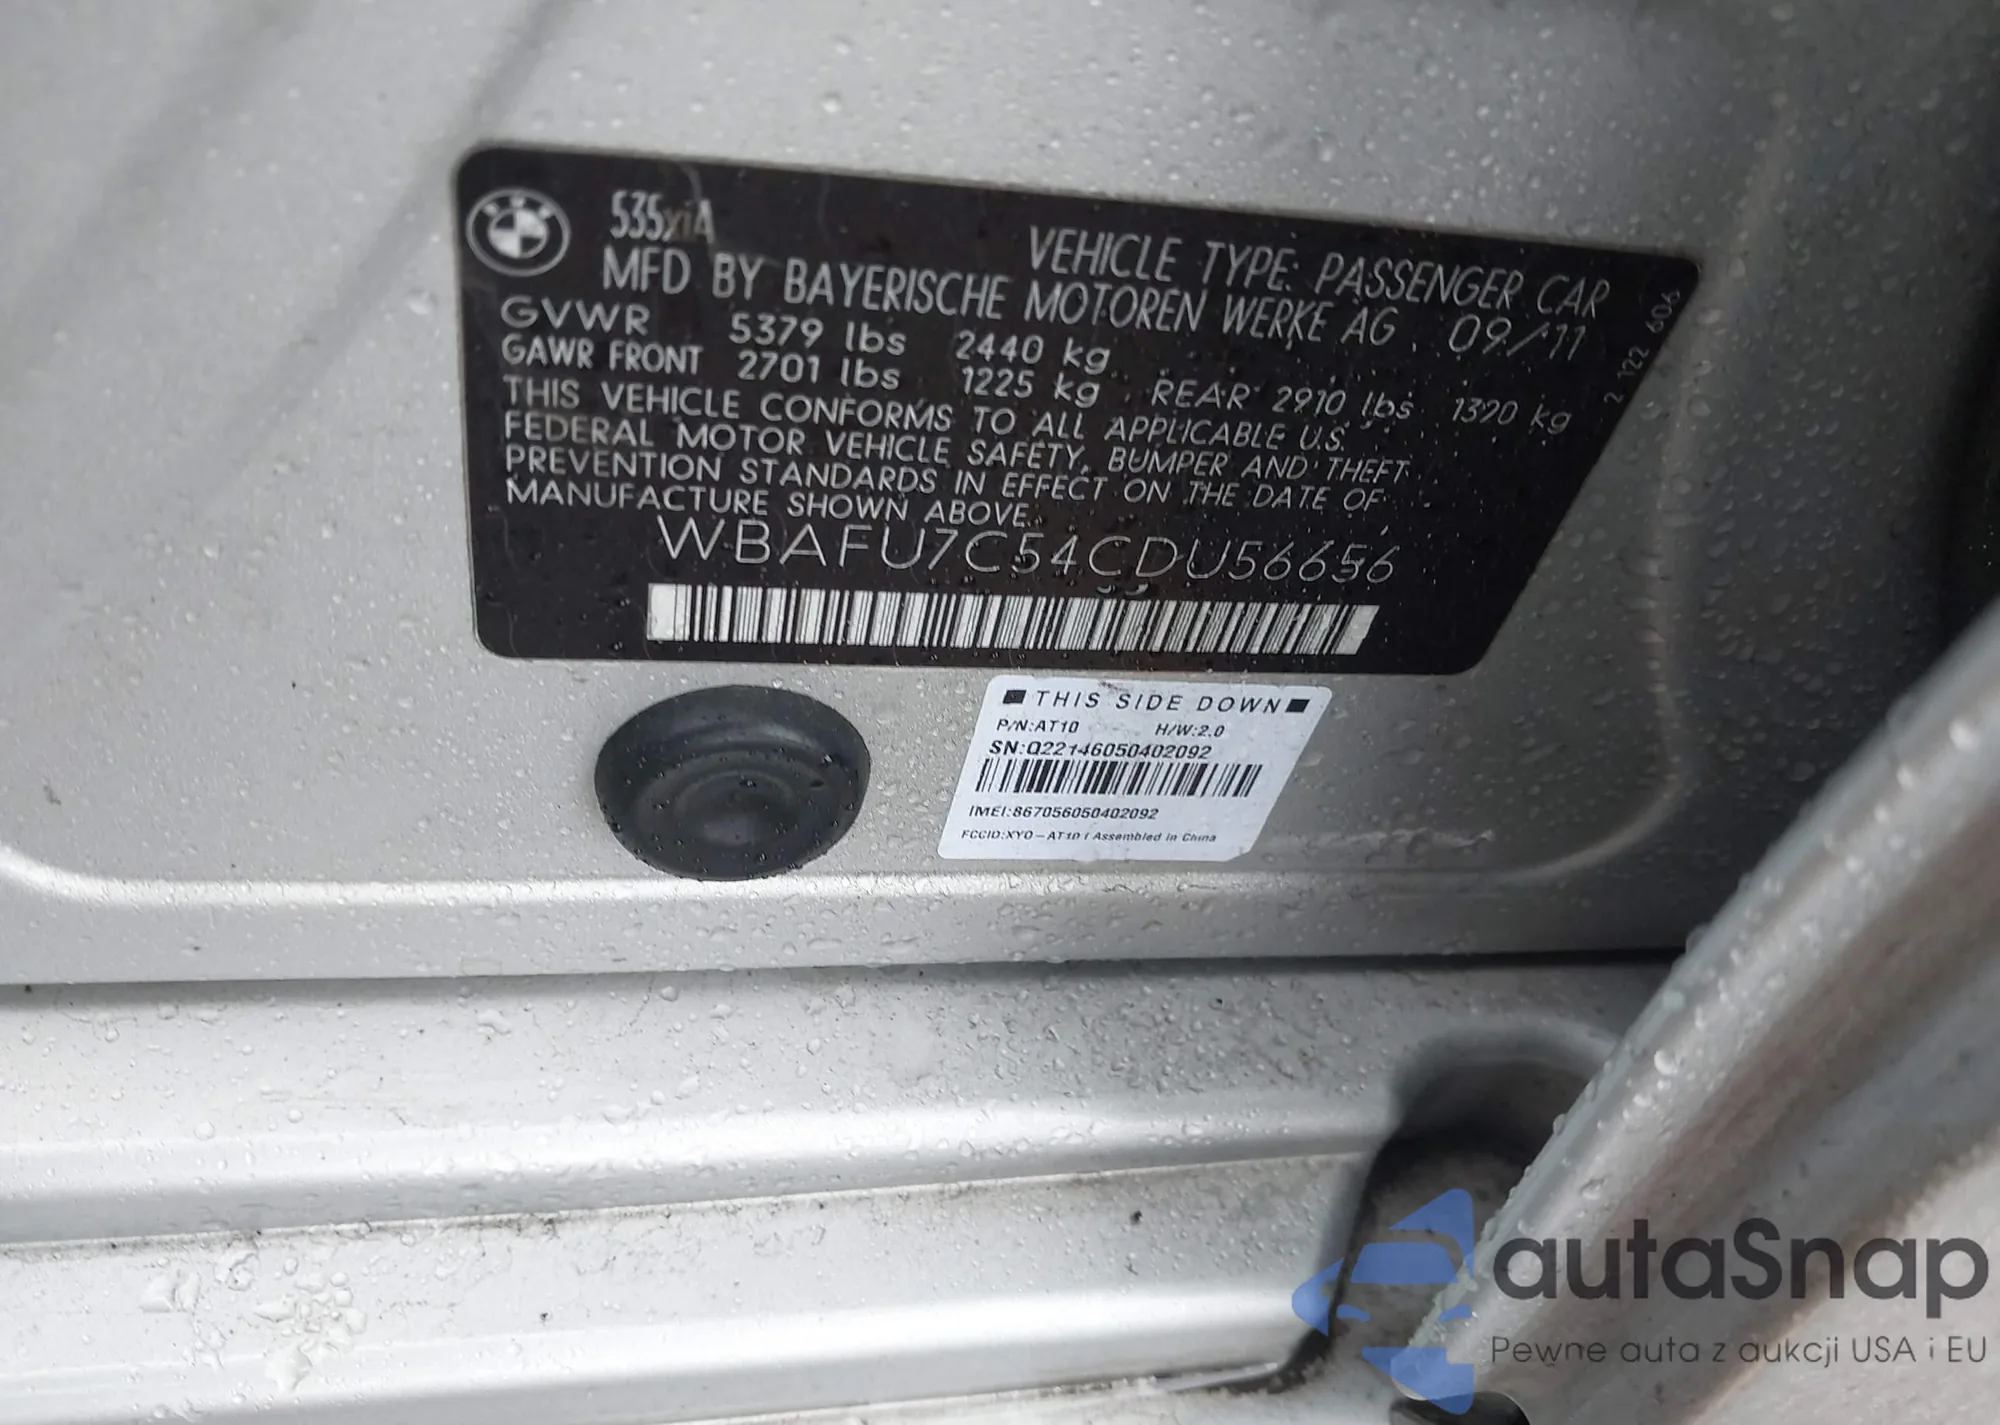 535xiA
VEHICLE TYPE: PASSENGER CAR
MFD BY BAYERISCHE MOTOREN WERKE AG 09/11
GVWR 5379 lbs 2440 kg
GAWR FRONT 2701 lbs 1225 kg REAR 2910 lbs 1320 kg
THIS VEHICLE CONFORMS TO ALL APPLICABLE U.S.
FEDERAL MOTOR VEHICLE SAFETY, BUMPER AND THEFT
PREVENTION STANDARDS IN EFFECT ON THE DATE OF
MANUFACTURE SHOWN ABOVE.
WBAFU7C54CDU56656
2 122 606
THIS SIDE DOWN
P/N:AT10 H/W:2.0
SN:Q22146050402092
IMEI:867056050402092
FCCID:XYO-AT10 / Assembled in China
autaSnap
Pewne auta z aukcji USA i EU